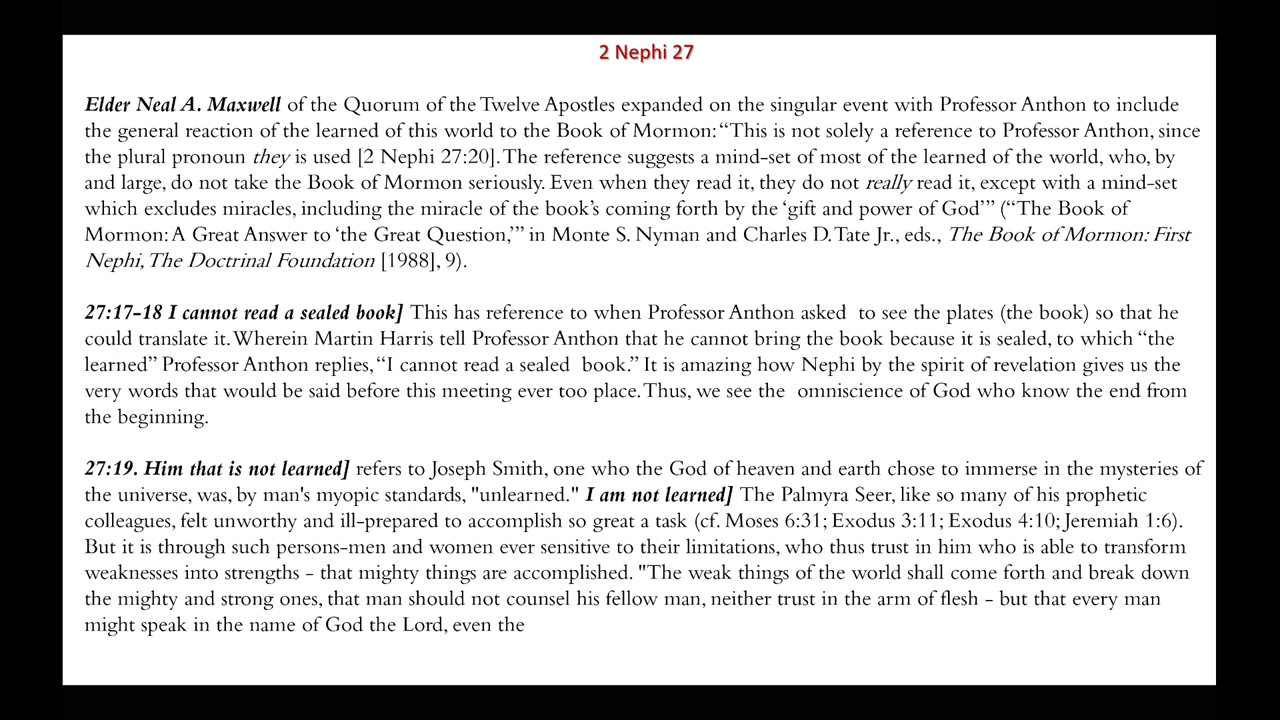 2 Nephi 27
Elder Neal A. Maxwell of the Quorum of the Twelve Apostles expanded on the singular event with Professor Anthon to include
the general reaction of the learned of this world to the Book of Mormon: “This is not solely a reference to Professor Anthon, since
the plural pronoun they is used [2 Nephi 27:20]. The reference suggests a mind-set of most of the learned of the world, who, by
and large, do not take the Book of Mormon seriously. Even when they read it, they do not really read it, except with a mind-set
which excludes miracles, including the miracle of the book’s coming forth by the ‘gift and power of God’” (“The Book of
Mormon: A Great Answer to ‘the Great Question,’” in Monte S. Nyman and Charles D. Tate Jr., eds., The Book of Mormon: First
Nephi, The Doctrinal Foundation [1988], 9).
27:17-18 I cannot read a sealed book] This has reference to when Professor Anthon asked  to see the plates (the book) so that he
could translate it. Wherein Martin Harris tell Professor Anthon that he cannot bring the book because it is sealed, to which “the
learned” Professor Anthon replies, “I cannot read a sealed  book.” It is amazing how Nephi by the spirit of revelation gives us the
very words that would be said before this meeting ever too place. Thus, we see the  omniscience of God who know the end from
the beginning.
27:19. Him that is not learned] refers to Joseph Smith, one who the God of heaven and earth chose to immerse in the mysteries of
the universe, was, by man's myopic standards, "unlearned." I am not learned] The Palmyra Seer, like so many of his prophetic
colleagues, felt unworthy and ill-prepared to accomplish so great a task (cf. Moses 6:31; Exodus 3:11; Exodus 4:10; Jeremiah 1:6).
But it is through such persons-men and women ever sensitive to their limitations, who thus trust in him who is able to transform
weaknesses into strengths – that mighty things are accomplished. "The weak things of the world shall come forth and break down
the mighty and strong ones, that man should not counsel his fellow man, neither trust in the arm of flesh – but that every man
might speak in the name of God the Lord, even the